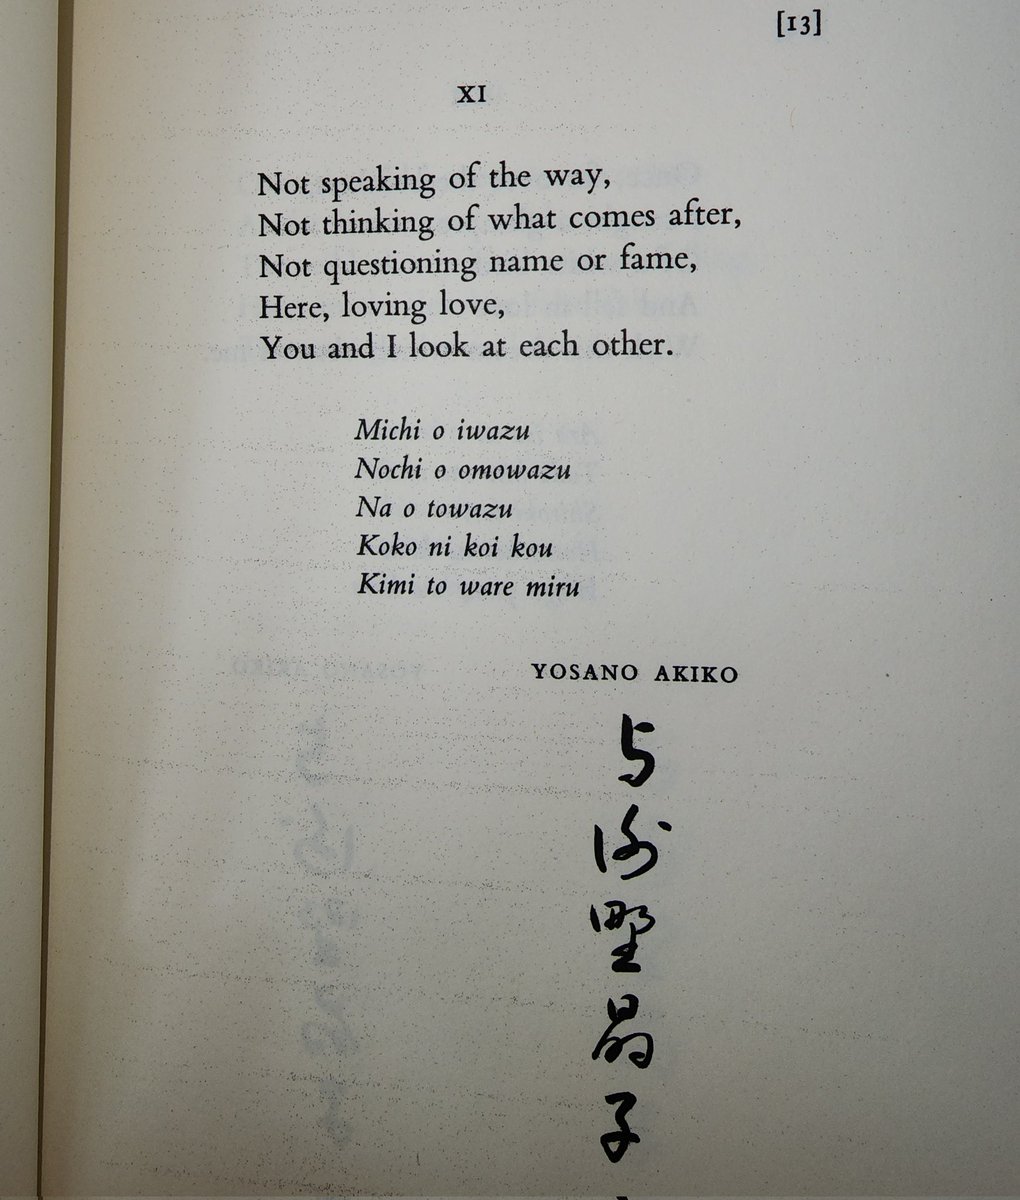 [13]
XI
Not speaking of the way,
Not thinking of what comes after,
Not questioning name or fame,
Here, loving love,
You and I look at each other.
Michi o iwazu
Nochi o omowazu
Na o towazu
Koko ni koi kou
Kimi to ware miru
YOSANO AKIKO
与
謝
野
晶
子